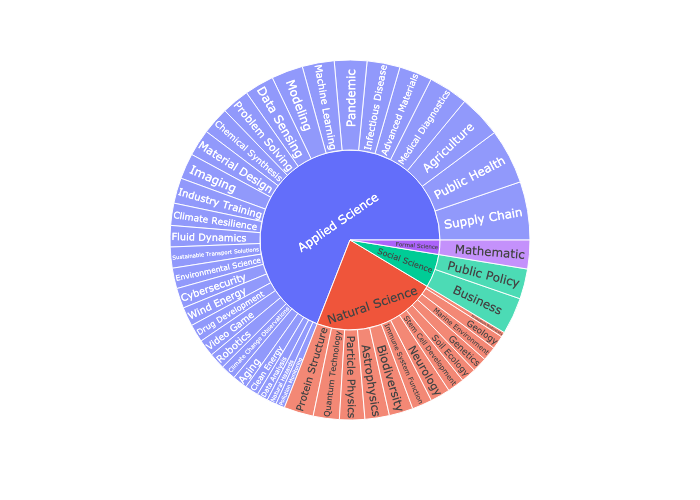 Applied Science
Supply Chain
Public Health
Agriculture
Medical Diagnostics
Advanced Materials
Infectious Disease
Pandemic
Machine Learning
Modeling
Data Sensing
Problem Solving
Chemical Synthesis
Material Design
Imaging
Industry Training
Climate Resilience
Fluid Dynamics
Sustainable Transport Solutions
Environmental Science
Cybersecurity
Wind Energy
Drug Development
Video Game
Robotics
Climate Change Observations
Aging
Clean Energy
Data Analysis
Natural Hazards
Natural Science
Protein Structure
Quantum Technology
Particle Physics
Astrophysics
Biodiversity
Immune System Function
Neurology
Stem Cell Development
Soil Ecology
Genetics
Marine Environment
Geology
Social Science
Business
Public Policy
Formal Science
Mathematic